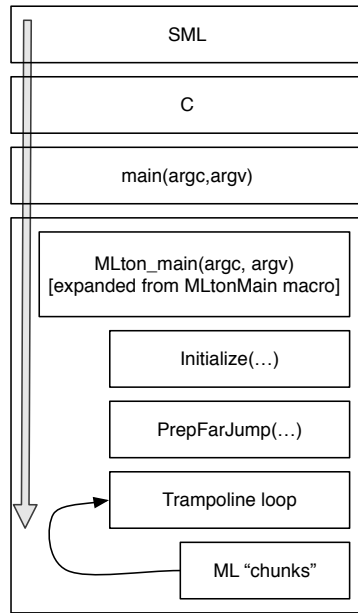 SML
C
main(argc,argv)
MLton_main(argc, argv)
[expanded from MLtonMain macro]
Initialize(…)
PrepFarJump(…)
Trampoline loop
ML “chunks”